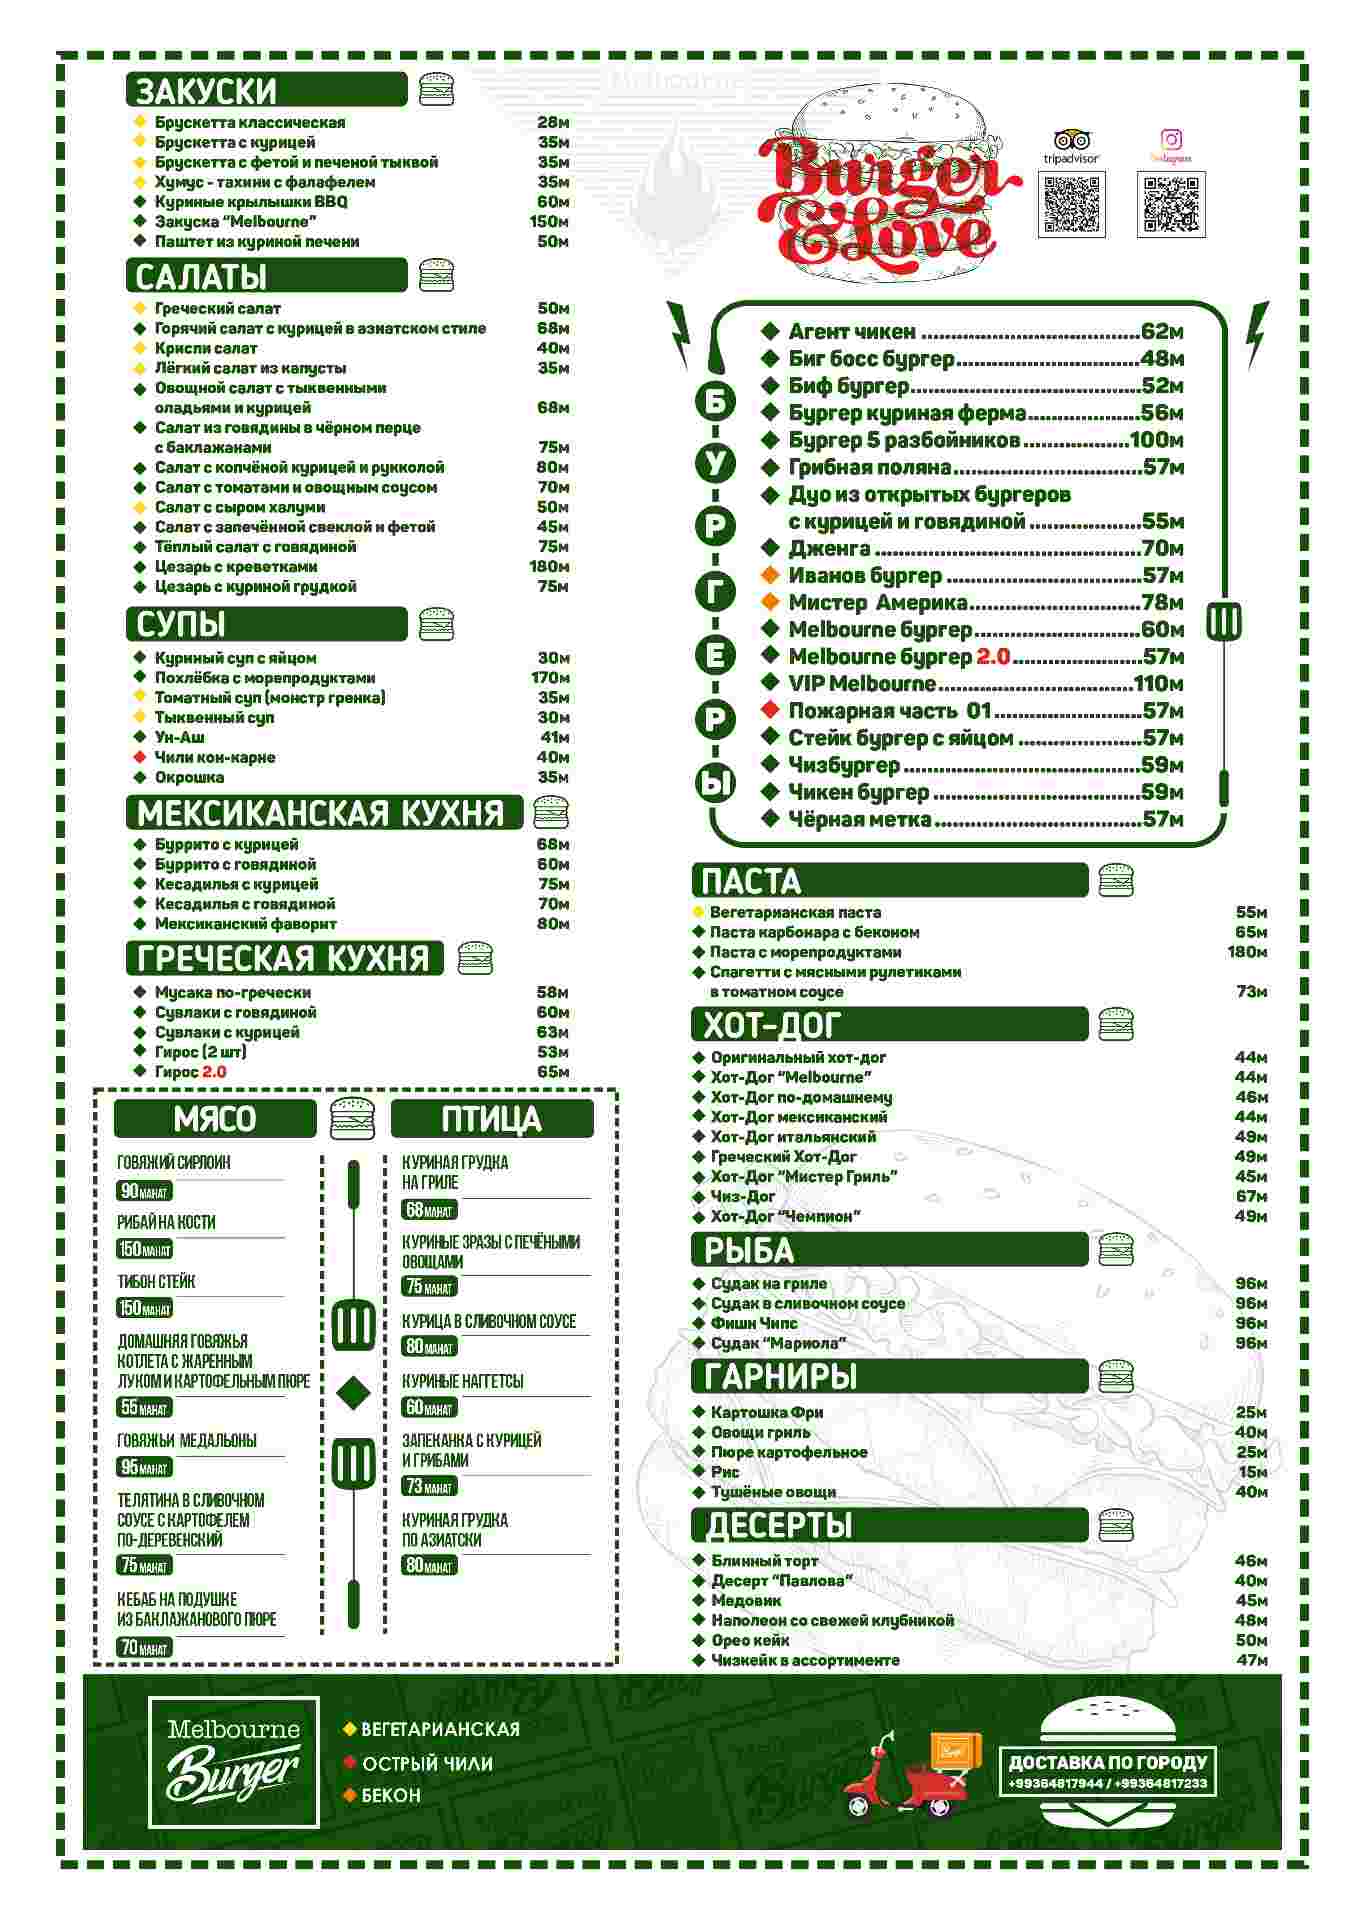 Melbourne
ЗАКУСКИ
Брускетта классическая 28м
Брускетта с курицей 35м
Брускетта с фетой и печеной тыквой 35м
Хумус - тахини с фалафелем 35м
Куриные крылышки BBQ 60м
Закуска “Melbourne” 150м
Паштет из куриной печени 50м
САЛАТЫ
Греческий салат 50м
Горячий салат с курицей в азиатском стиле 68м
Криспи салат 40м
Лёгкий салат из капусты 35м
Овощной салат с тыквенными
оладьями и курицей 68м
Салат из говядины в чёрном перце
с баклажанами 75м
Салат с копчёной курицей и рукколой 80м
Салат с томатами и овощным соусом 70м
Салат с сыром халуми 50м
Салат с запечённой свеклой и фетой 45м
Тёплый салат с говядиной 75м
Цезарь с креветками 180м
Цезарь с куриной грудкой 75м
СУПЫ
Куриный суп с яйцом 30м
Похлёбка с морепродуктами 170м
Томатный суп (монстр гренка) 35м
Тыквенный суп 30м
Ун-Аш 41м
Чили кон-карне 40м
Окрошка 35м
МЕКСИКАНСКАЯ КУХНЯ
Буррито с курицей 68м
Буррито с говядиной 60м
Кесадилья с курицей 75м
Кесадилья с говядиной 70м
Мексиканский фаворит 80м
ГРЕЧЕСКАЯ КУХНЯ
Мусака по-гречески 58м
Сувлаки с говядиной 60м
Сувлаки с курицей 63м
Гирос (2 шт) 53м
Гирос 2.0 65м
МЯСО
ГОВЯЖИЙ СИРЛОИН
90 МАНАТ
РИБАЙ НА КОСТИ
150 МАНАТ
ТИБОН СТЕЙК
150 МАНАТ
ДОМАШНЯЯ ГОВЯЖЬЯ
КОТЛЕТА С ЖАРЕННЫМ
ЛУКОМ И КАРТОФЕЛЬНЫМ ПЮРЕ
55 МАНАТ
ГОВЯЖЬИ МЕДАЛЬОНЫ
95 МАНАТ
ТЕЛЯТИНА В СЛИВОЧНОМ
СОУСЕ С КАРТОФЕЛЕМ
ПО-ДЕРЕВЕНСКИЙ
75 МАНАТ
КЕБАБ НА ПОДУШКЕ
ИЗ БАКЛАЖАНОВОГО ПЮРЕ
70 МАНАТ
ПТИЦА
КУРИНАЯ ГРУДКА
НА ГРИЛЕ
68 МАНАТ
КУРИНЫЕ ЗРАЗЫ С ПЕЧЁНЫМИ
ОВОЩАМИ
75 МАНАТ
КУРИЦА В СЛИВОЧНОМ СОУСЕ
80 МАНАТ
КУРИНЫЕ НАГГЕТСЫ
60 МАНАТ
ЗАПЕКАНКА С КУРИЦЕЙ
И ГРИБАМИ
73 МАНАТ
КУРИНАЯ ГРУДКА
ПО АЗИАТСКИ
80 МАНАТ
Burger
&Love
tripadvisor
Instagram
БУРГЕРЫ
Агент чикен ........................62м
Биг босс бургер........................48м
Биф бургер........................52м
Бургер куриная ферма................56м
Бургер 5 разбойников ...............100м
Грибная поляна........................57м
Дуо из открытых бургеров
с курицей и говядиной ................55м
Дженга ........................70м
Иванов бургер ........................57м
Мистер Америка........................78м
Melbourne бургер........................60м
Melbourne бургер 2.0...................57м
VIP Melbourne........................110м
Пожарная часть 01 ...................57м
Стейк бургер с яйцом .................57м
Чизбургер ........................59м
Чикен бургер ........................59м
Чёрная метка........................57м
ПАСТА
Вегетарианская паста 55м
Паста карбонара с беконом 65м
Паста с морепродуктами 180м
Спагетти с мясными рулетиками
в томатном соусе 73м
ХОТ-ДОГ
Оригинальный хот-дог 44м
Хот-Дог “Melbourne” 44м
Хот-Дог по-домашнему 46м
Хот-Дог мексиканский 44м
Хот-Дог итальянский 49м
Греческий Хот-Дог 49м
Хот-Дог “Мистер Гриль” 45м
Чиз-Дог 67м
Хот-Дог “Чемпион” 49м
РЫБА
Судак на гриле 96м
Судак в сливочном соусе 96м
Фиши Чипс 96м
Судак “Мариола” 96м
ГАРНИРЫ
Картошка Фри 25м
Овощи гриль 40м
Пюре картофельное 25м
Рис 15м
Тушёные овощи 40м
ДЕСЕРТЫ
Блинный торт 46м
Десерт “Павлова” 40м
Медовик 45м
Наполеон со свежей клубникой 48м
Орео кейк 50м
Чизкейк в ассортименте 47м
Melbourne
Burger
ВЕГЕТАРИАНСКАЯ
ОСТРЫЙ ЧИЛИ
БЕКОН
ДОСТАВКА ПО ГОРОДУ
+99364817944 / +99364817233